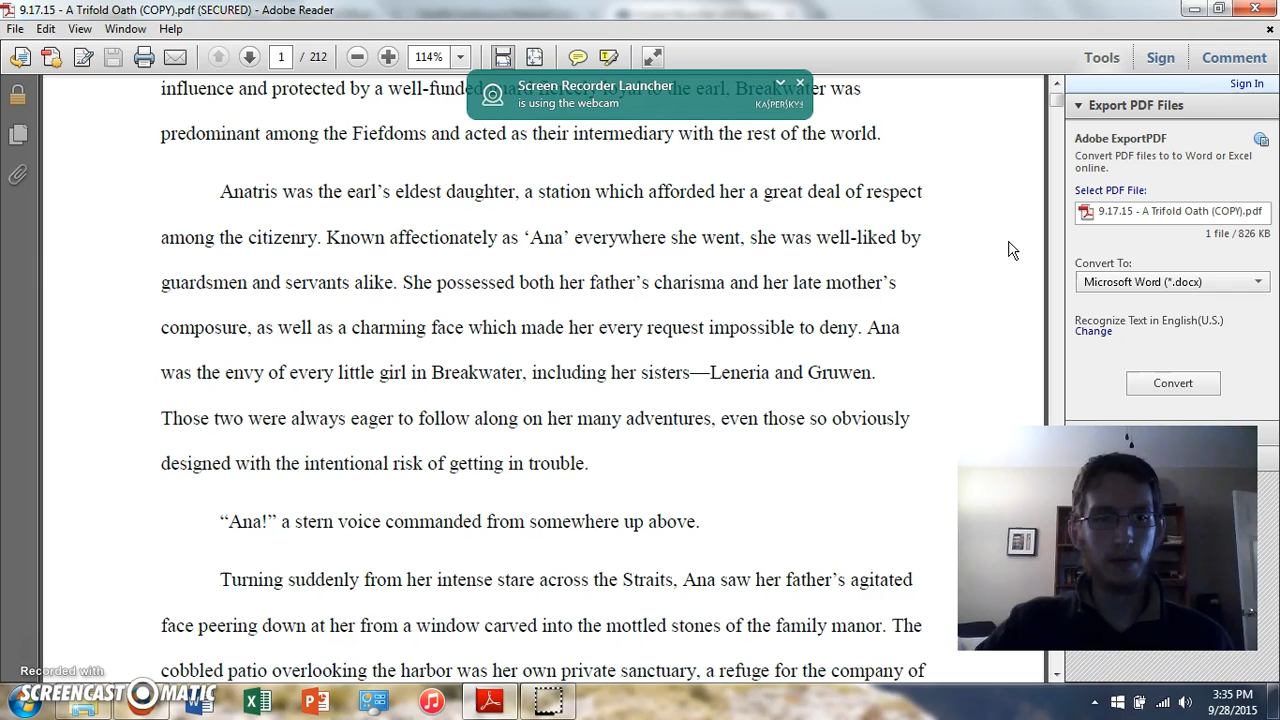 9.17.15 - A Trifold Oath (COPY).pdf (SECURED) - Adobe Reader
File Edit View Window Help
1 / 212 114% Tools Sign Comment
Screen Recorder Launcher
is using the webcam
KASPERSKY
Sign In
Export PDF Files
Adobe ExportPDF
Convert PDF files to Word or Excel
online.
Select PDF File:
9.17.15 - A Trifold Oath (COPY).pdf
1 file / 826 KB
Convert To:
Microsoft Word (*.docx)
Recognize Text in English(U.S.)
Change
Convert
influence and protected by a well-funded fiercely loyal to the earl, Breakwater was
predominant among the Fiefdoms and acted as their intermediary with the rest of the world.
Anatris was the earl’s eldest daughter, a station which afforded her a great deal of respect
among the citizenry. Known affectionately as ‘Ana’ everywhere she went, she was well-liked by
guardsmen and servants alike. She possessed both her father’s charisma and her late mother’s
composure, as well as a charming face which made her every request impossible to deny. Ana
was the envy of every little girl in Breakwater, including her sisters—Leneria and Gruwen.
Those two were always eager to follow along on her many adventures, even those so obviously
designed with the intentional risk of getting in trouble.
“Ana!” a stern voice commanded from somewhere up above.
Turning suddenly from her intense stare across the Straits, Ana saw her father’s agitated
face peering down at her from a window carved into the mottled stones of the family manor. The
cobbled patio overlooking the harbor was her own private sanctuary, a refuge for the company of
Recorded with
SCREENCAST MATIC
3:35 PM
9/28/2015